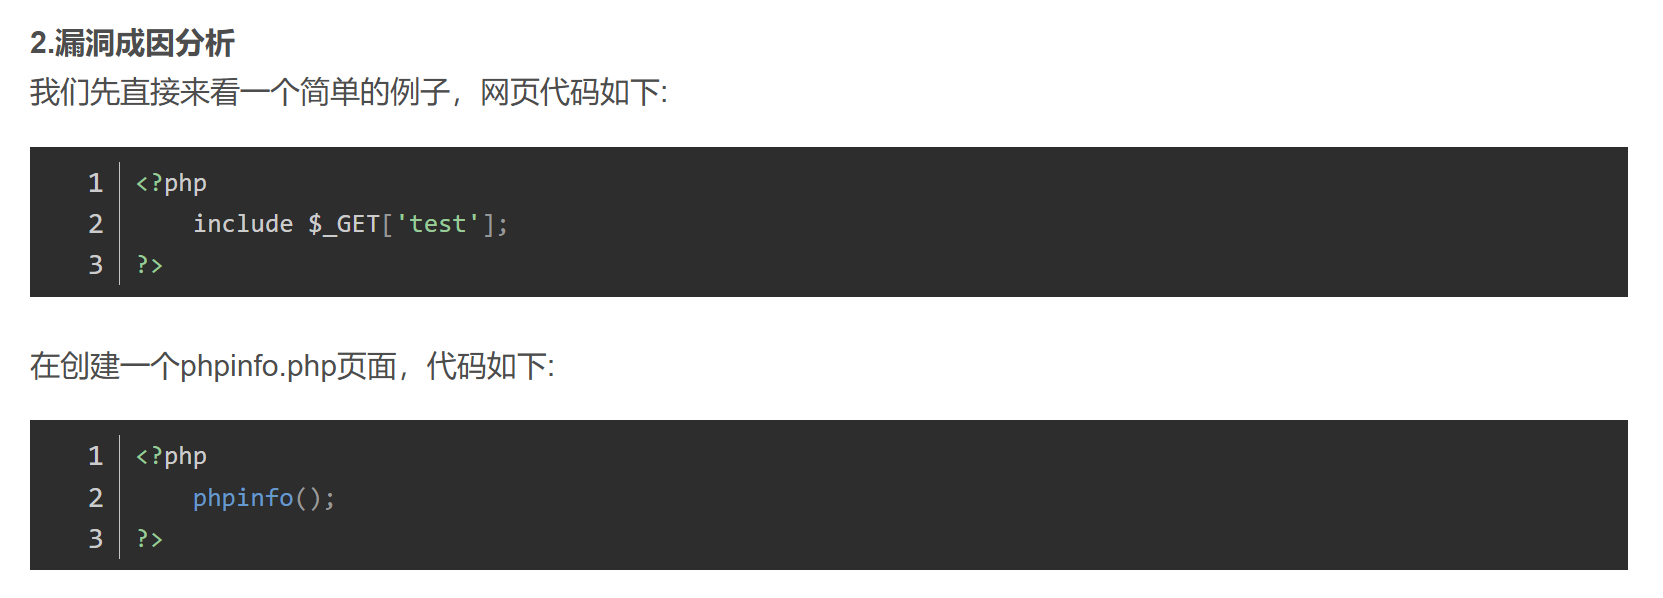 2.漏洞成因分析
我们先直接来看一个简单的例子，网页代码如下:
1 <?php
2     include $_GET['test'];
3 ?>
在创建一个phpinfo.php页面，代码如下:
1 <?php
2     phpinfo();
3 ?>